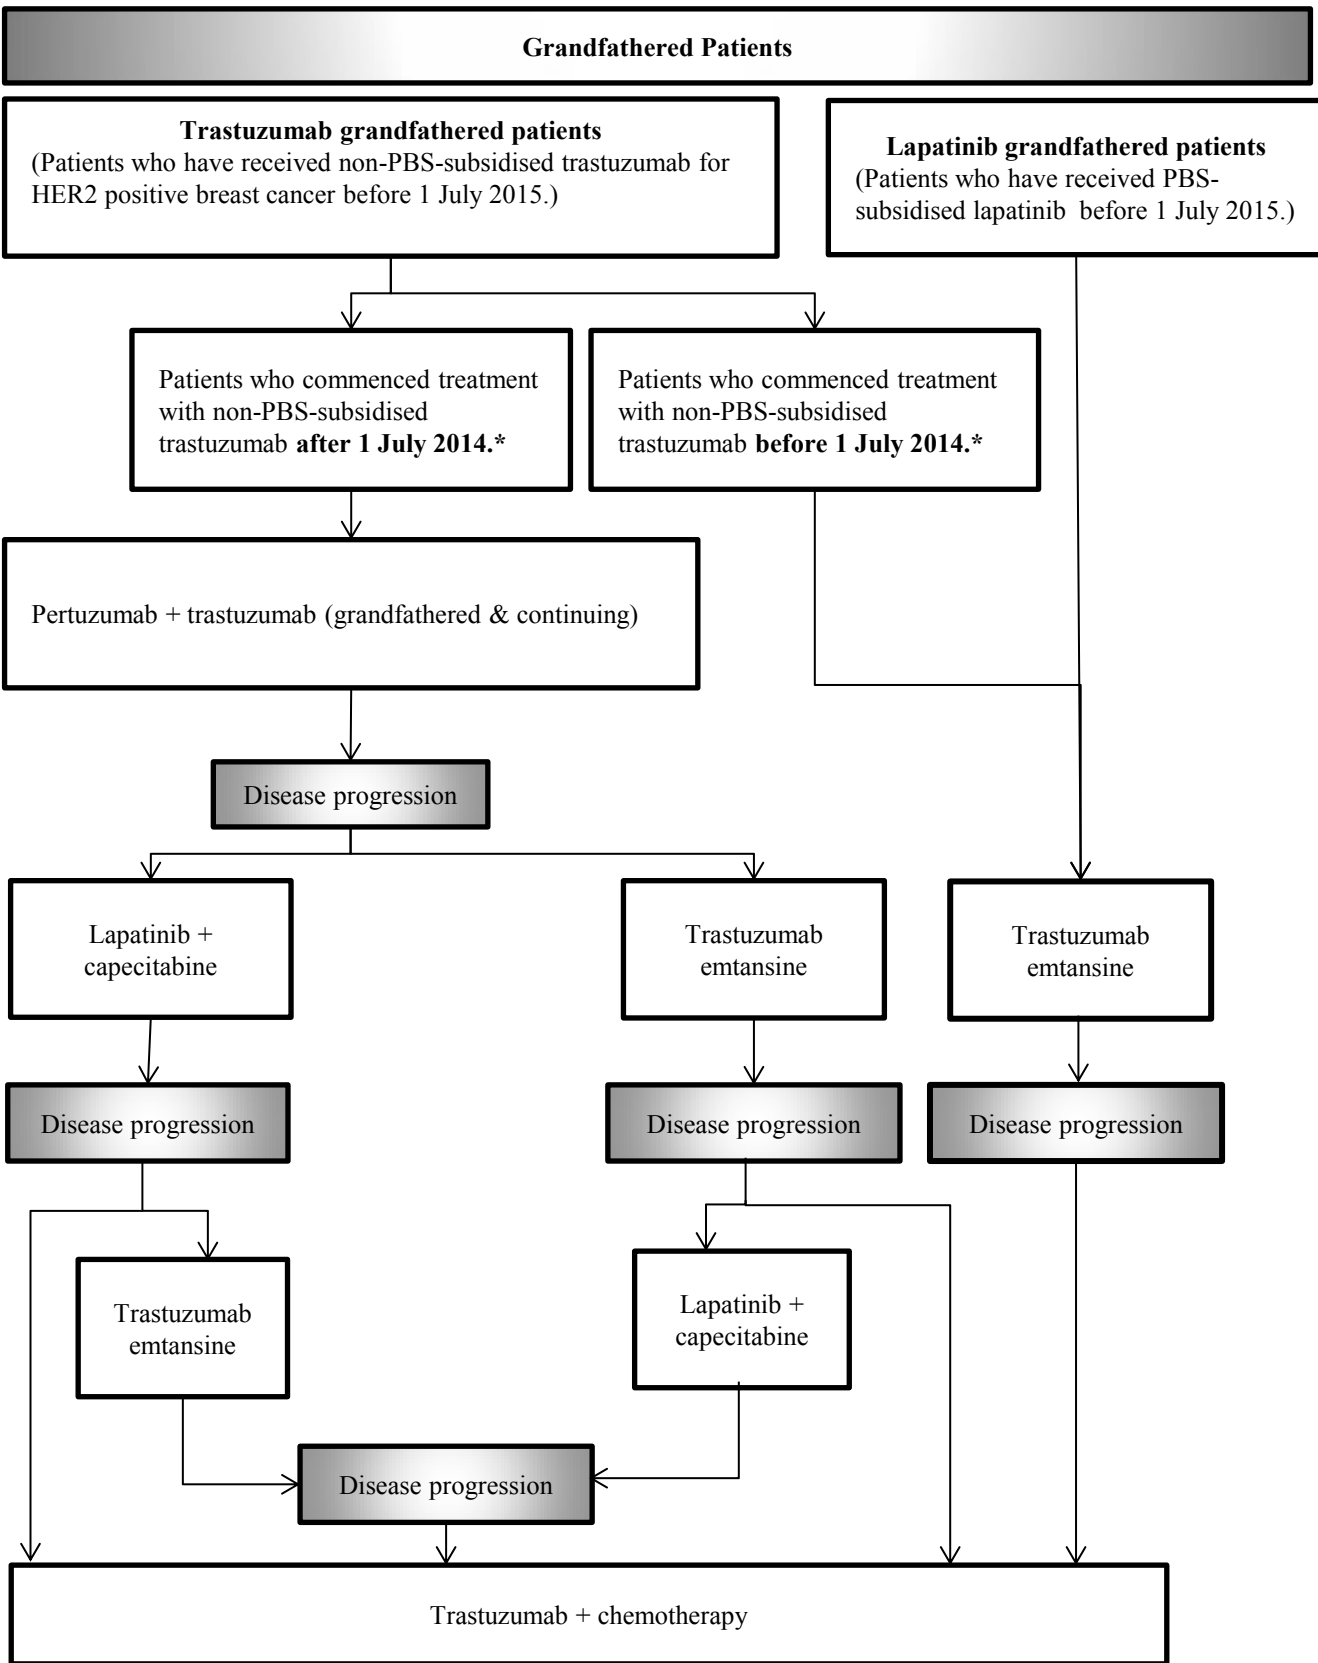 Grandfathered Patients
Trastuzumab grandfathered patients
(Patients who have received non-PBS-subsidised trastuzumab for
HER2 positive breast cancer before 1 July 2015.)
Lapatinib grandfathered patients
(Patients who have received PBS-
subsidised lapatinib before 1 July 2015.)
Patients who commenced treatment
with non-PBS-subsidised
trastuzumab after 1 July 2014.*
Patients who commenced treatment
with non-PBS-subsidised
trastuzumab before 1 July 2014.*
Pertuzumab + trastuzumab (grandfathered & continuing)
Disease progression
Lapatinib +
capecitabine
Trastuzumab
emtansine
Trastuzumab
emtansine
Disease progression
Disease progression
Disease progression
Trastuzumab
emtansine
Lapatinib +
capecitabine
Disease progression
Trastuzumab + chemotherapy